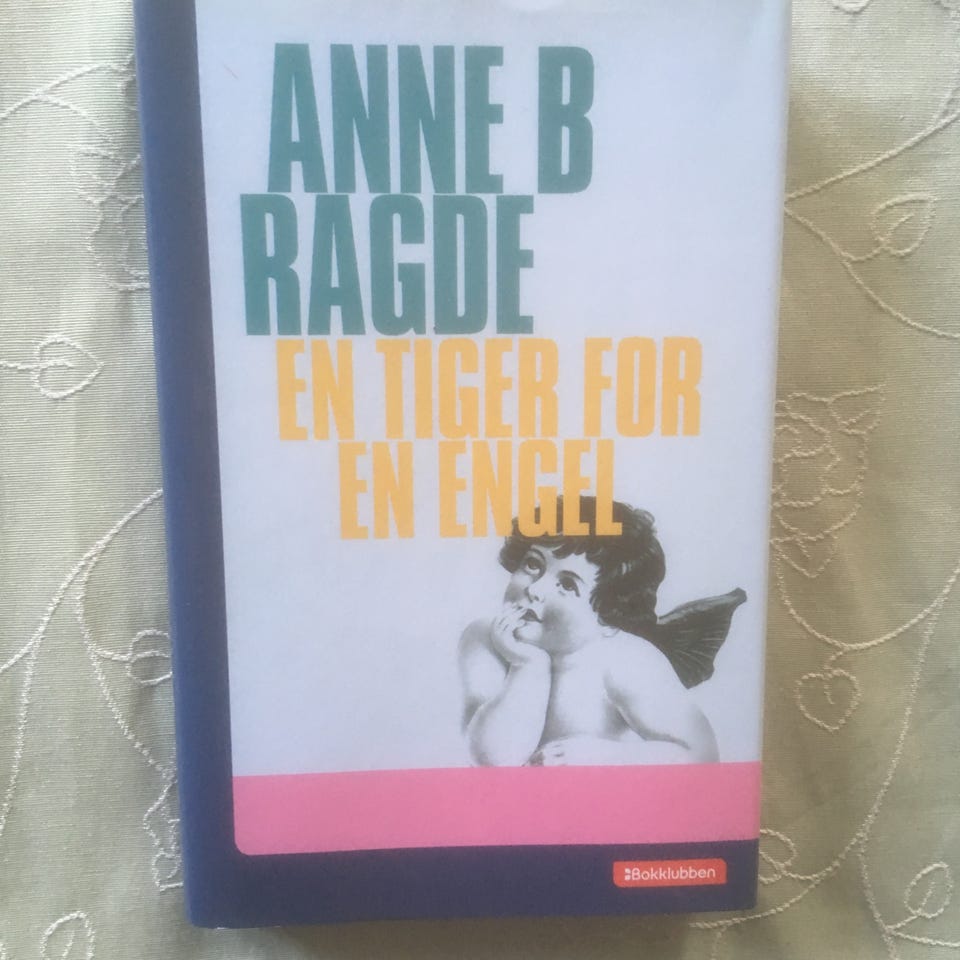 ANNE B
RAGDE
EN TIGER FOR
EN ENGEL
Bokklubben